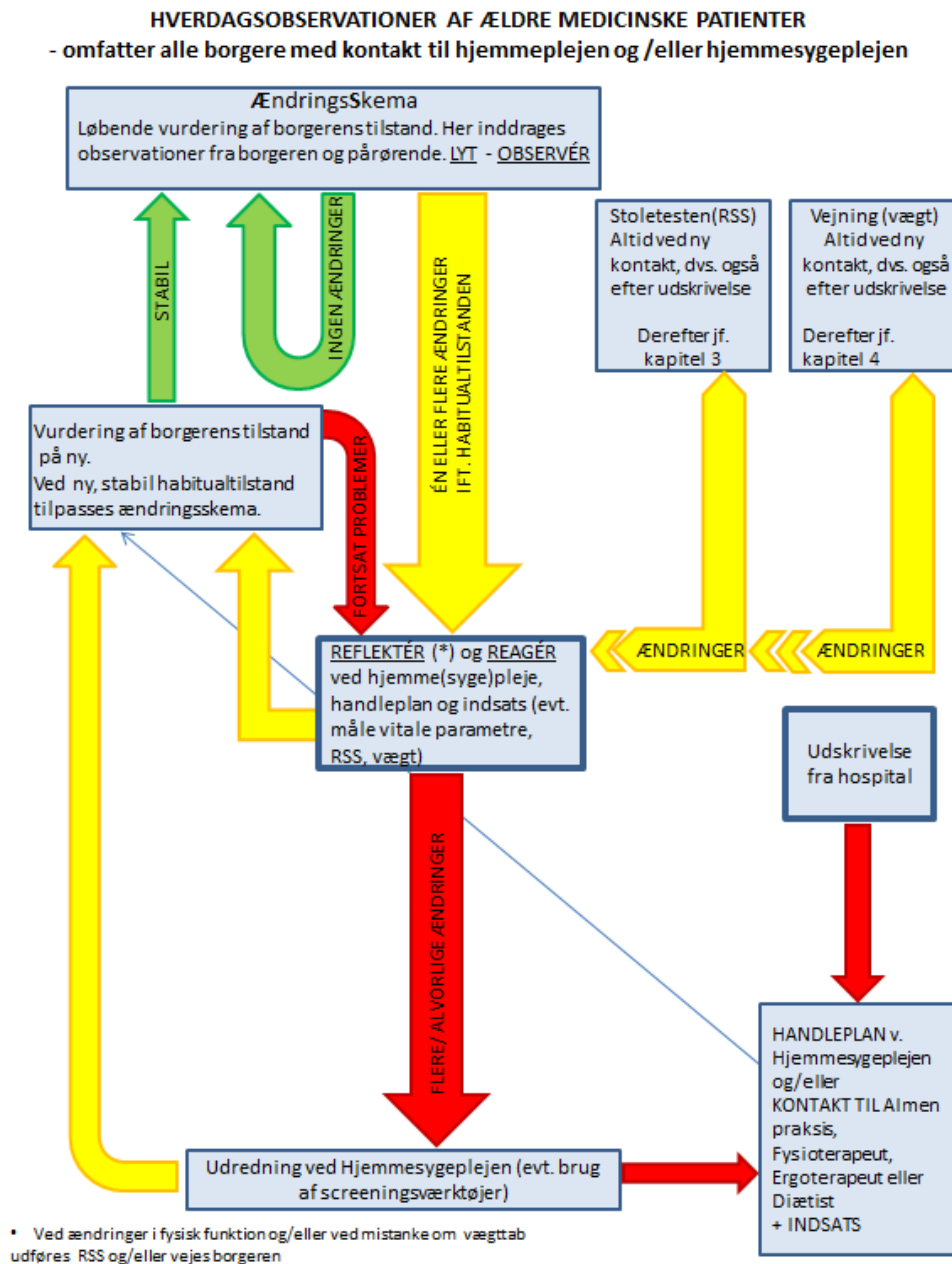 HVERDAGSOBSERVATIONER AF ÆLDRE MEDICINSKE PATIENTER
- omfatter alle borgere med kontakt til hjemmeplejen og /eller hjemmesygeplejen
ÆndringsSkema
Løbende vurdering af borgerens tilstand. Her inddrages
observationer fra borgeren og pårørende. LYT - OBSERVÉR
STABIL
INGEN ÆNDRINGER
ÉN ELLER FLERE ÆNDRINGER
IFT. HABITUALTILSTANDEN
Stoletesten(RSS)
Altid ved ny
kontakt, dvs. også
efter udskrivelse
Derefter jf.
kapitel 3
Vejning (vægt)
Altid ved ny
kontakt, dvs. også
efter udskrivelse
Derefter jf.
kapitel 4
Vurdering af borgerens tilstand
på ny.
Ved ny, stabil habitualtilstand
tilpasses ændringsskema.
FORTSAT PROBLEMER
REFLEKTÉR (*) og REAGÉR
ved hjemme(syge)pleje,
handleplan og indsats (evt.
måle vitale parametre,
RSS, vægt)
ÆNDRINGER
ÆNDRINGER
Udskrivelse
fra hospital
FLERE/ ALVORLIGE ÆNDRINGER
HANDLEPLAN v.
Hjemmesygeplejen
og/eller
KONTAKT TIL Almen
praksis,
Fysioterapeut,
Ergoterapeut eller
Diætist
+ INDSATS
Udredning ved Hjemmesygeplejen (evt. brug
af screeningsværktøjer)
• Ved ændringer i fysisk funktion og/eller ved mistanke om vægttab
udføres RSS og/eller vejes borgeren